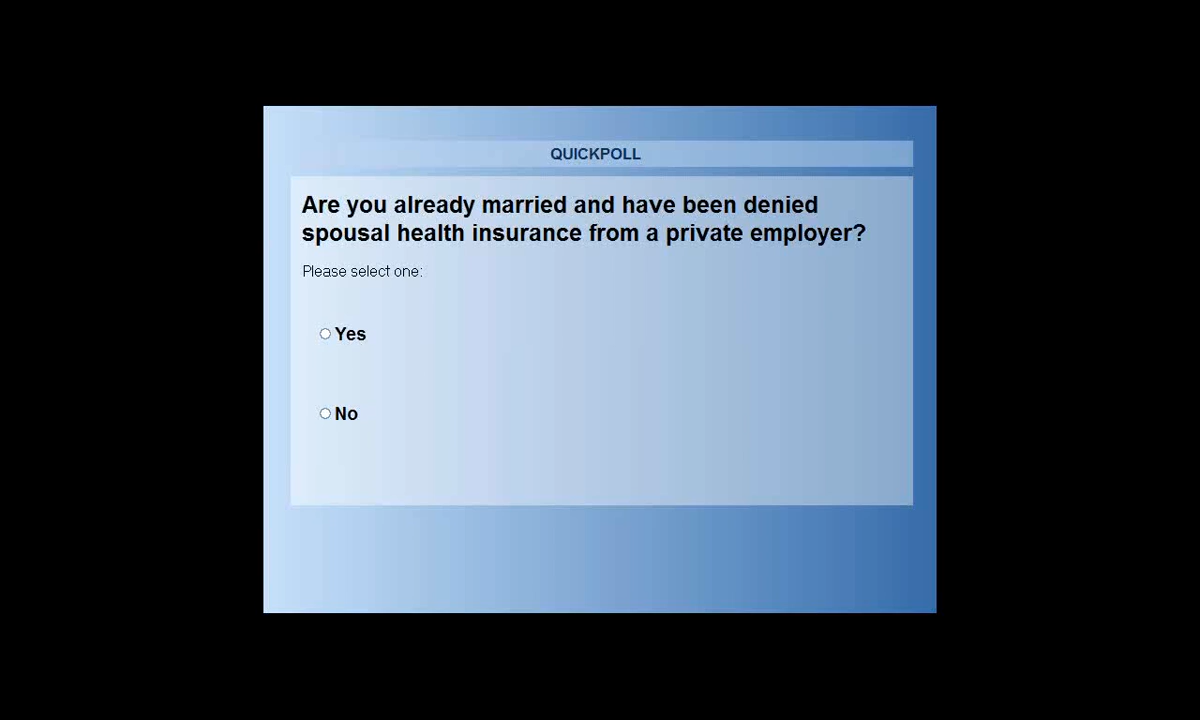 QUICKPOLL
Are you already married and have been denied
spousal health insurance from a private employer?
Please select one:
Yes
No